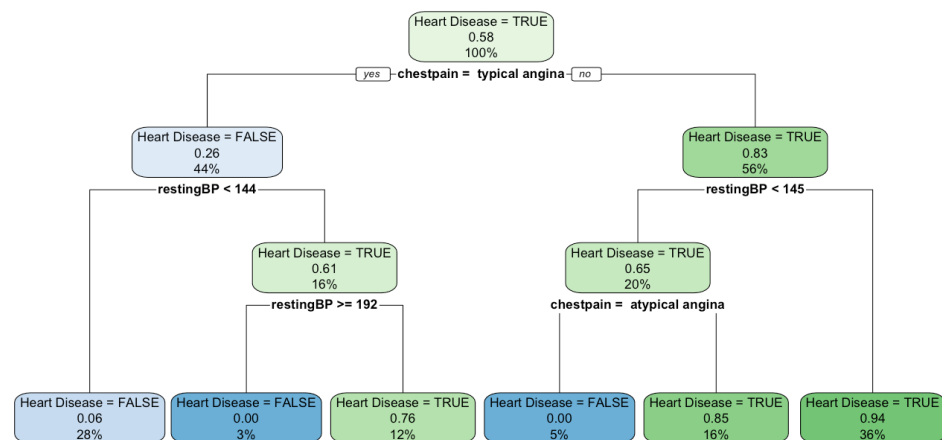 Heart Disease = TRUE
0.58
100%
yes chestpain = typical angina no
Heart Disease = FALSE
0.26
44%
Heart Disease = TRUE
0.83
56%
restingBP < 144
restingBP < 145
Heart Disease = TRUE
0.61
16%
Heart Disease = TRUE
0.65
20%
restingBP >= 192
chestpain = atypical angina
Heart Disease = FALSE
0.06
28%
Heart Disease = FALSE
0.00
3%
Heart Disease = TRUE
0.76
12%
Heart Disease = FALSE
0.00
5%
Heart Disease = TRUE
0.85
16%
Heart Disease = TRUE
0.94
36%